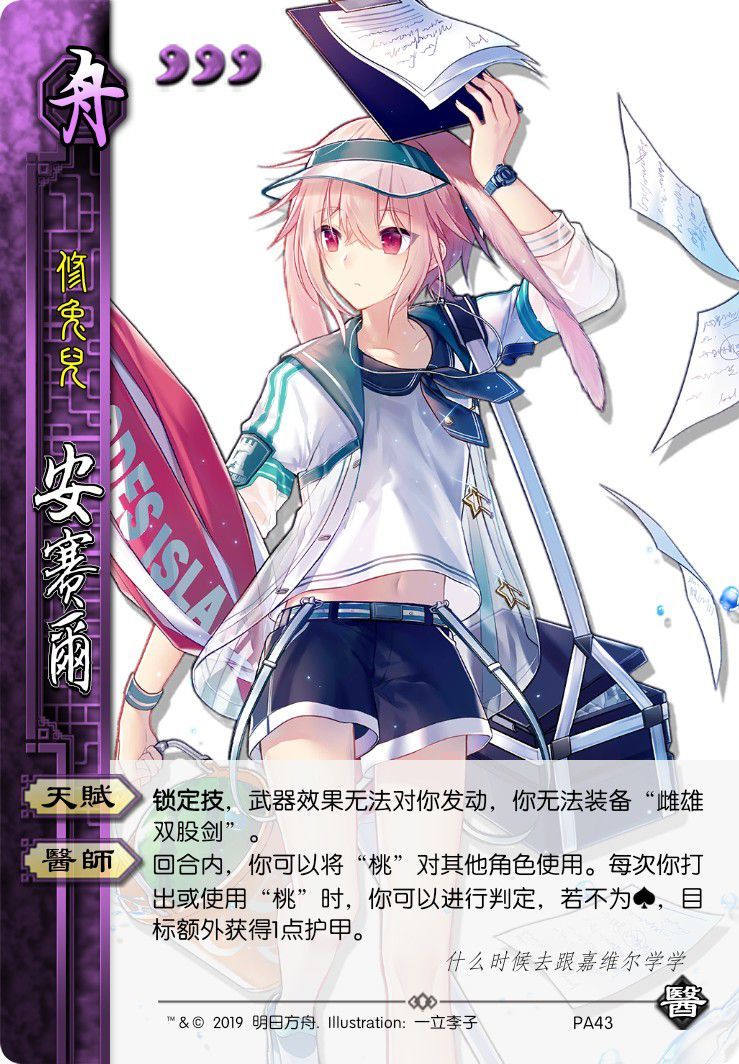 舟
修兔兒
安賽爾
DES ISLA
天賦
锁定技，武器效果无法对你发动，你无法装备“雌雄
双股剑”。
醫師
回合内，你可以将“桃”对其他角色使用。每次你打
出或使用“桃”时，你可以进行判定，若不为♠，目
标额外获得1点护甲。
什么时候去跟嘉维尔学学
醫
™&© 2019 明日方舟. Illustration: 一立李子
PA43